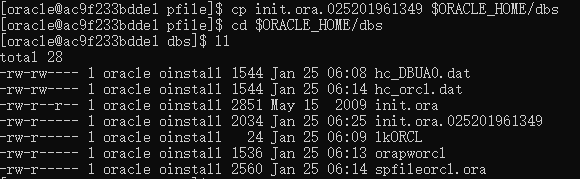 [oracle@ac9f233bdde1 pfile]$ cp init.ora.025201961349 $ORACLE_HOME/dbs
[oracle@ac9f233bdde1 pfile]$ cd $ORACLE_HOME/dbs
[oracle@ac9f233bdde1 dbs]$ ll
total 28
-rw-rw---- 1 oracle oinstall 1544 Jan 25 06:08 hc_DBUA0.dat
-rw-rw---- 1 oracle oinstall 1544 Jan 25 06:14 hc_orcl.dat
-rw-r--r-- 1 oracle oinstall 2851 May 15  2009 init.ora
-rw-r----- 1 oracle oinstall 2034 Jan 25 06:25 init.ora.025201961349
-rw-r----- 1 oracle oinstall   24 Jan 25 06:09 lkORCL
-rw-r----- 1 oracle oinstall 1536 Jan 25 06:13 orapworcl
-rw-r----- 1 oracle oinstall 2560 Jan 25 06:14 spfileorcl.ora